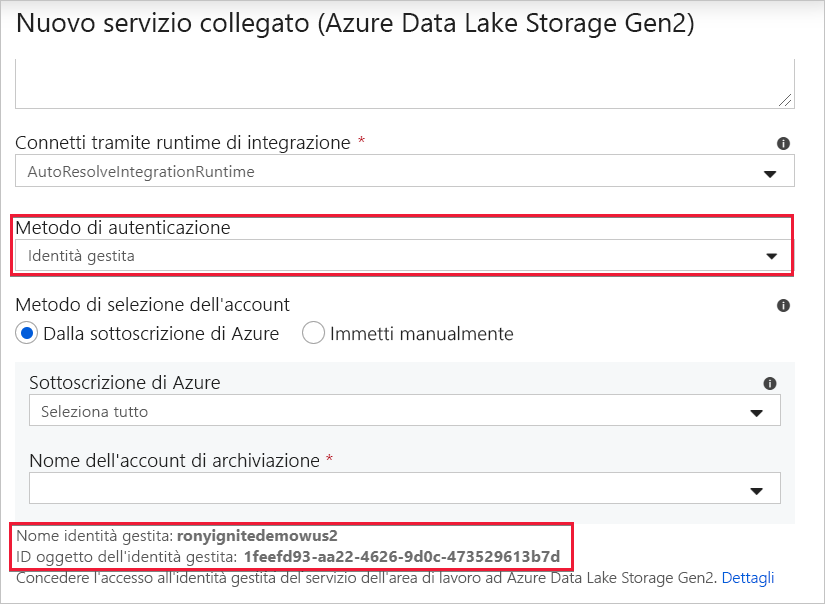 Nuovo servizio collegato (Azure Data Lake Storage Gen2)
Connetti tramite runtime di integrazione *
AutoResolveIntegrationRuntime
Metodo di autenticazione
Identità gestita
Metodo di selezione dell'account
Dalla sottoscrizione di Azure Immetti manualmente
Sottoscrizione di Azure
Seleziona tutto
Nome dell'account di archiviazione *
Nome identità gestita: ronyignitedemowus2
ID oggetto dell'identità gestita: 1feefd93-aa22-4626-9d0c-473529613b7d
Concedere l'accesso all'identità gestita del servizio dell'area di lavoro ad Azure Data Lake Storage Gen2. Dettagli